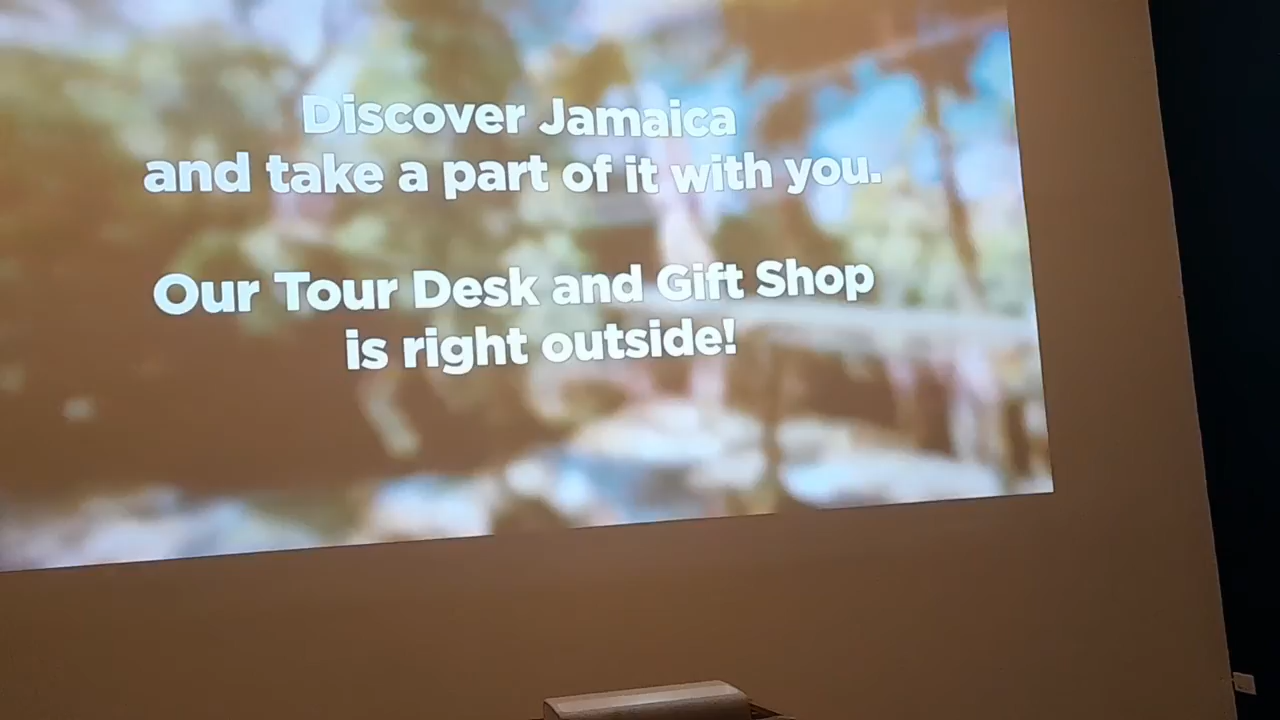 Discover Jamaica
and take a part of it with you.
Our Tour Desk and Gift Shop
is right outside!